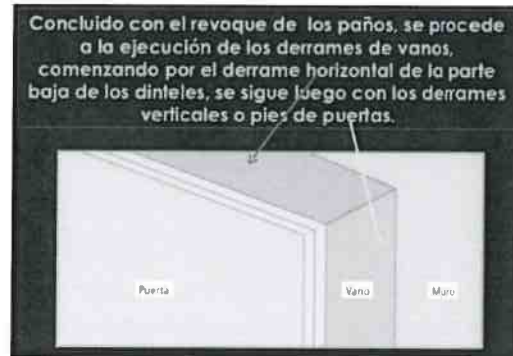 Concluido con el revoque de los paños, se procede
a la ejecución de los derrames de vanos,
comenzando por el derrame horizontal de la parte
baja de los dinteles, se sigue luego con los derrames
verticales o pies de puertas.
Puerta
Vano
Muro